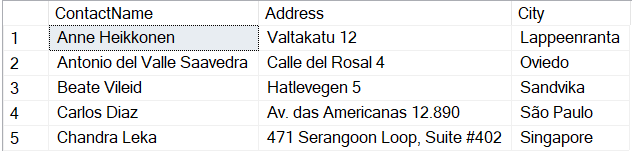 ContactName Address City
1 Anne Heikkonen Valtakatu 12 Lappeenranta
2 Antonio del Valle Saavedra Calle del Rosal 4 Oviedo
3 Beate Vileid Hatlevegen 5 Sandvika
4 Carlos Diaz Av. das Americanas 12.890 São Paulo
5 Chandra Leka 471 Serangoon Loop, Suite #402 Singapore